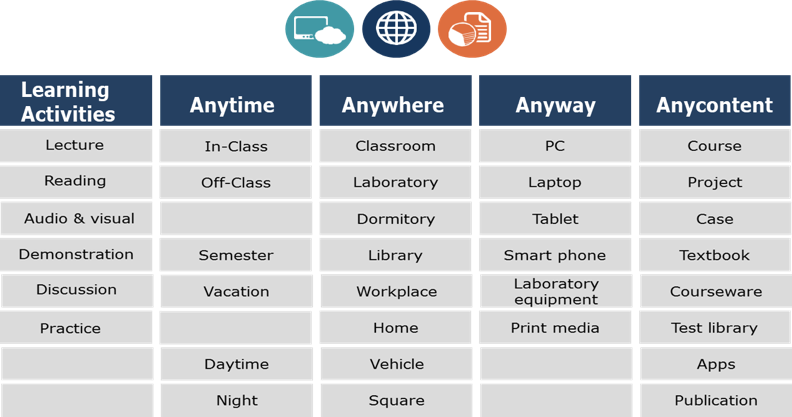 Learning Activities Anytime Anywhere Anyway Anycontent
Lecture In-Class Classroom PC Course
Reading Off-Class Laboratory Laptop Project
Audio & visual Dormitory Tablet Case
Demonstration Semester Library Smart phone Textbook
Discussion Vacation Workplace Laboratory equipment Courseware
Practice Home Print media Test library
Daytime Vehicle Apps
Night Square Publication